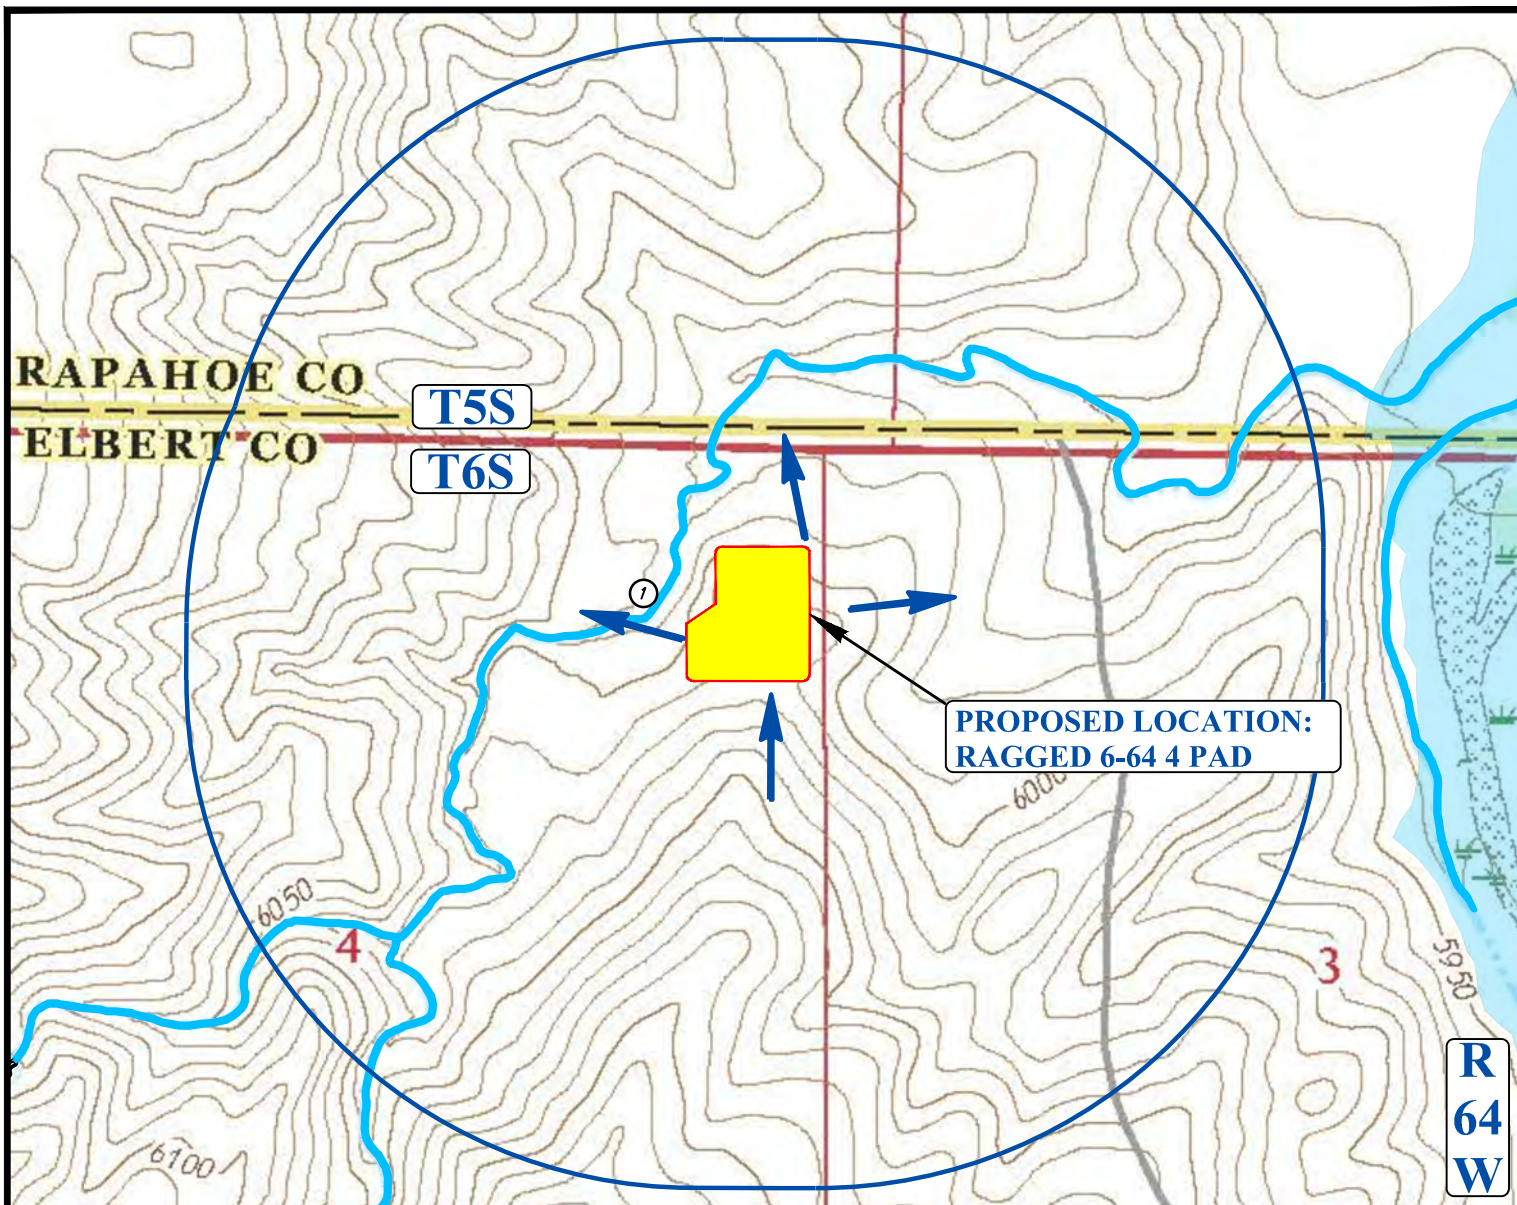 RAPAHOE CO
T5S
ELBERT CO
T6S
1
PROPOSED LOCATION:
RAGGED 6-64 4 PAD
6000
6050
4
3
5950
R
64
W
6100